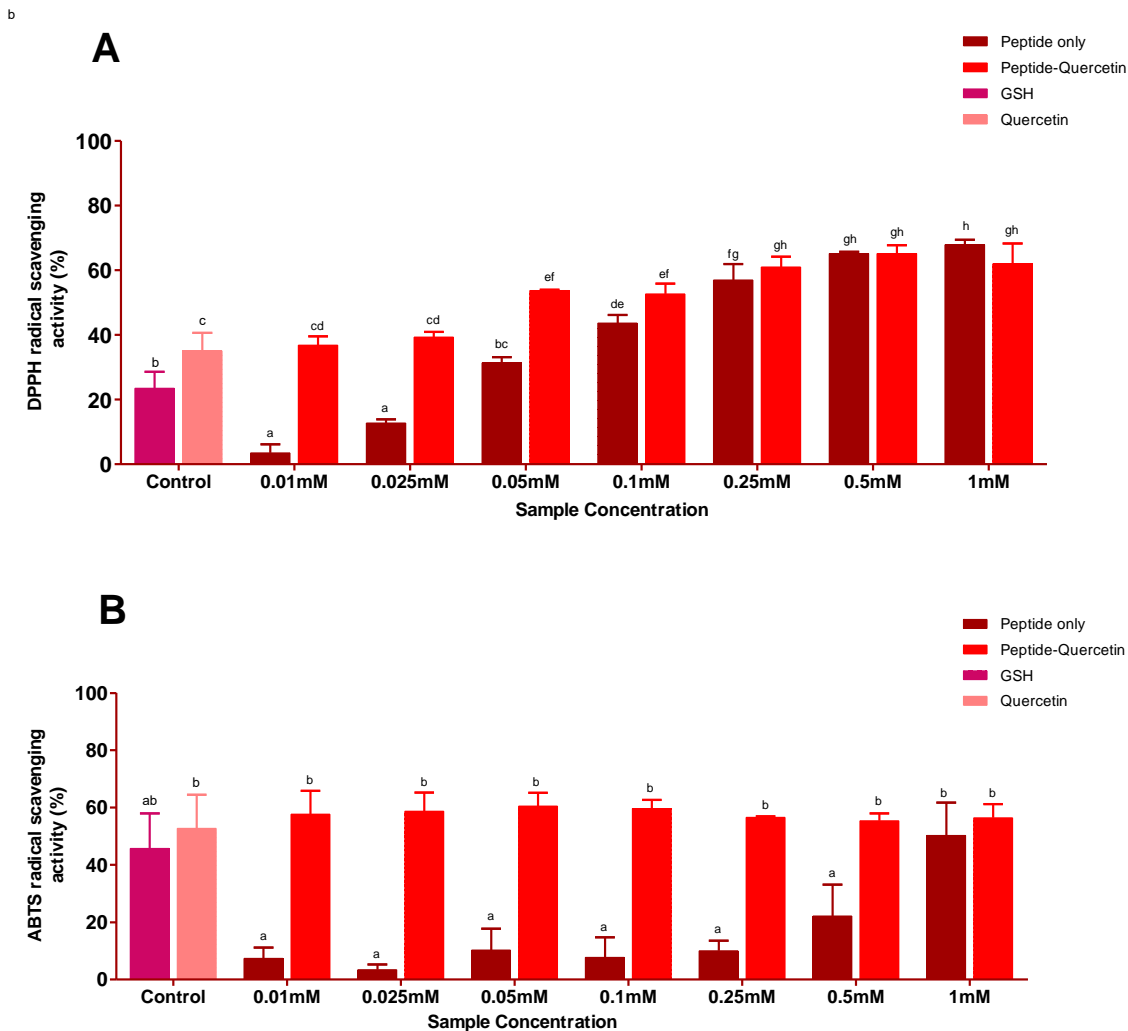 b
A
Peptide only
Peptide-Quercetin
GSH
Quercetin
DPPH radical scavenging
activity (%)
100
80
60
40
20
0
b
c
a
cd
a
cd
bc
ef
de
ef
fg
gh
gh
gh
h
gh
Control 0.01mM 0.025mM 0.05mM 0.1mM 0.25mM 0.5mM 1mM
Sample Concentration
B
Peptide only
Peptide-Quercetin
GSH
Quercetin
ABTS radical scavenging
activity (%)
100
80
60
40
20
0
ab
b
a
b
a
b
a
b
a
b
a
b
a
b
b
b
Control 0.01mM 0.025mM 0.05mM 0.1mM 0.25mM 0.5mM 1mM
Sample Concentration